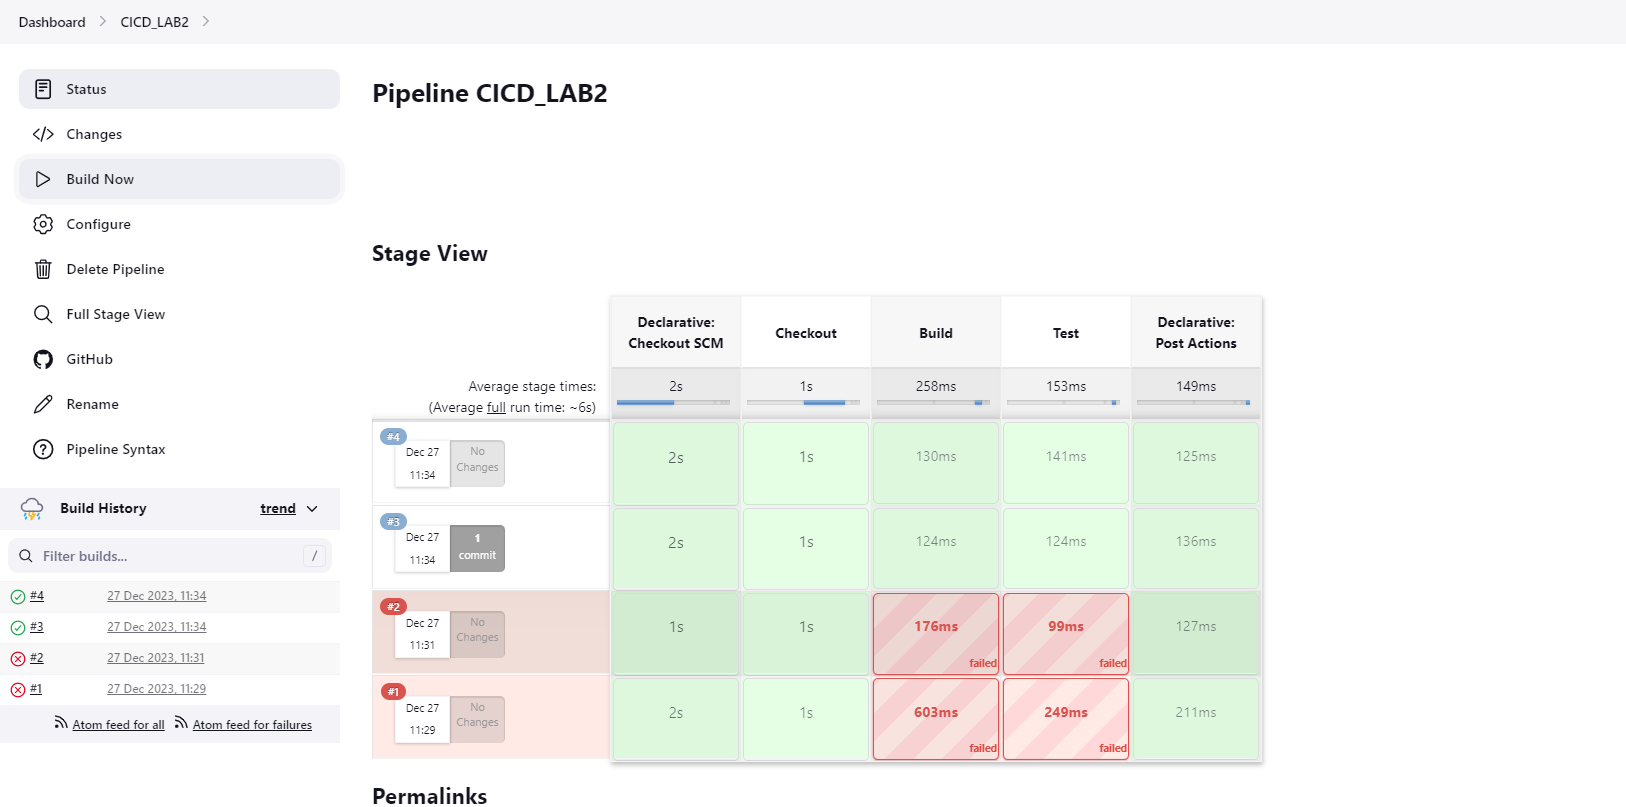 Dashboard > CICD_LAB2 >
Status
Changes
Build Now
Configure
Delete Pipeline
Full Stage View
GitHub
Rename
Pipeline Syntax
Build History trend
Filter builds... /
#4 27 Dec 2023, 11:34
#3 27 Dec 2023, 11:34
#2 27 Dec 2023, 11:31
#1 27 Dec 2023, 11:29
Atom feed for all Atom feed for failures
Pipeline CICD_LAB2
Stage View
Declarative: Checkout SCM Checkout Build Test Declarative: Post Actions
Average stage times: 2s 1s 258ms 153ms 149ms
(Average full run time: ~6s)
#4
Dec 27 No Changes
11:34
2s 1s 130ms 141ms 125ms
#3
Dec 27 1 commit
11:34
2s 1s 124ms 124ms 136ms
#2
Dec 27 No Changes
11:31
1s 1s 176ms failed 99ms failed 127ms
#1
Dec 27 No Changes
11:29
2s 1s 603ms failed 249ms failed 211ms
Permalinks